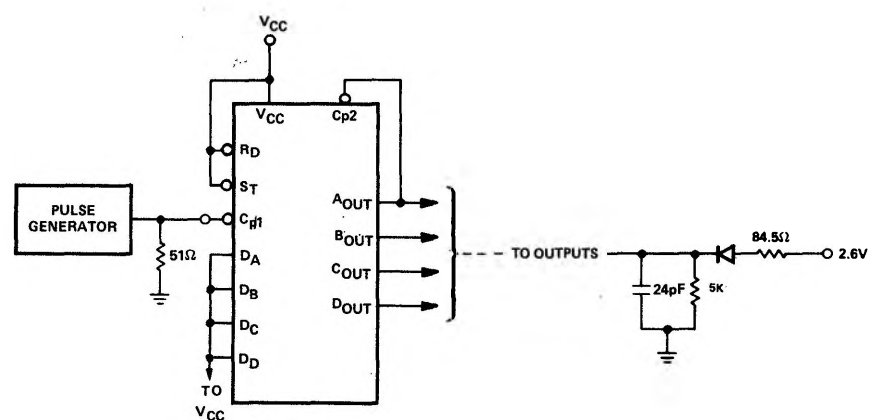 VCC
VCC
Cp2
RD
ST
PULSE
GENERATOR
Cp1
AOUT
BOUT
COUT
DOUT
TO OUTPUTS
84.5Ω
2.6V
51Ω
24pF
5K
DA
DB
DC
DD
TO
VCC